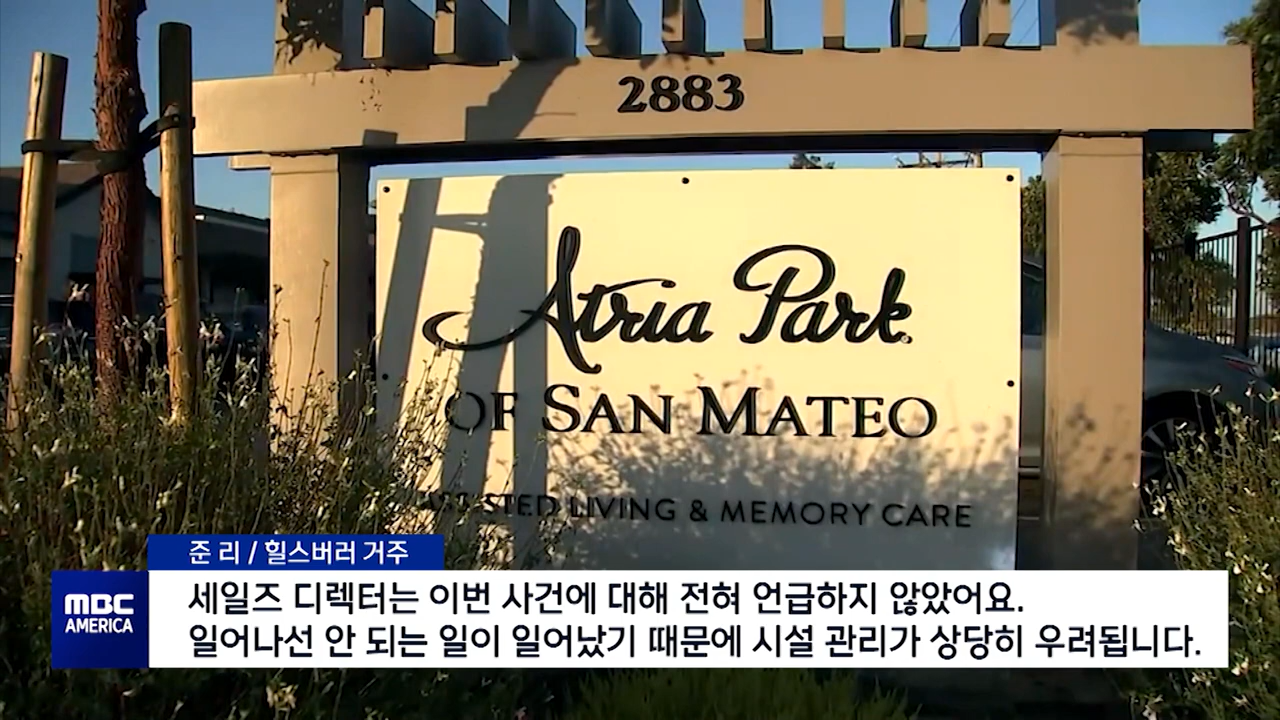 2883
Atria Park
OF SAN MATEO
ASSISTED LIVING & MEMORY CARE
준 리 / 힐스버러 거주
MBC
AMERICA
세일즈 디렉터는 이번 사건에 대해 전혀 언급하지 않았어요.
일어나선 안 되는 일이 일어났기 때문에 시설 관리가 상당히 우려됩니다.